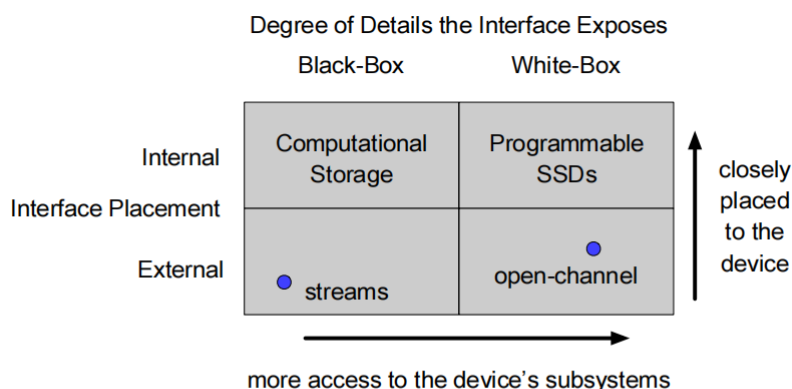 Degree of Details the Interface Exposes
Black-Box White-Box
Internal
Computational
Storage
Programmable
SSDs
Interface Placement
External
streams
open-channel
closely
placed
to the
device
more access to the device's subsystems